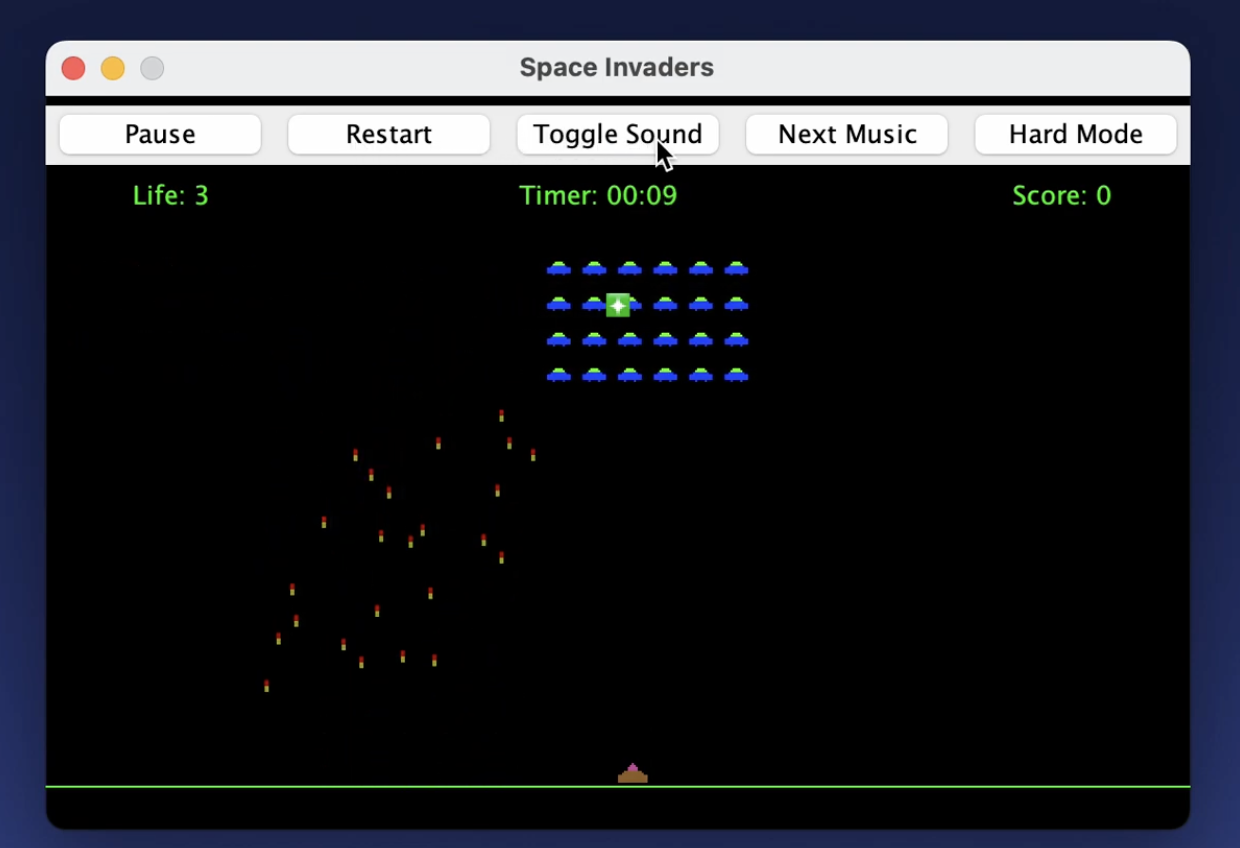 Space Invaders
Pause Restart Toggle Sound Next Music Hard Mode
Life: 3 Timer: 00:09 Score: 0